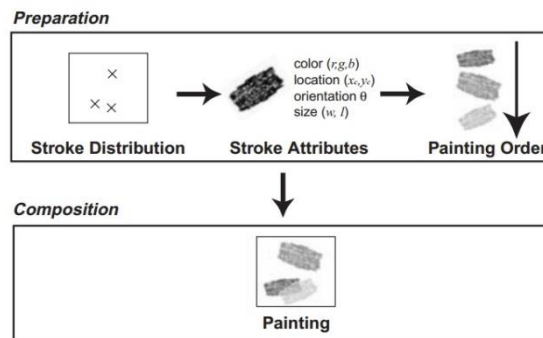 Preparation
color (r,g,b)
location (xc,yc)
orientation θ
size (w, l)
Stroke Distribution
Stroke Attributes
Painting Order
Composition
Painting